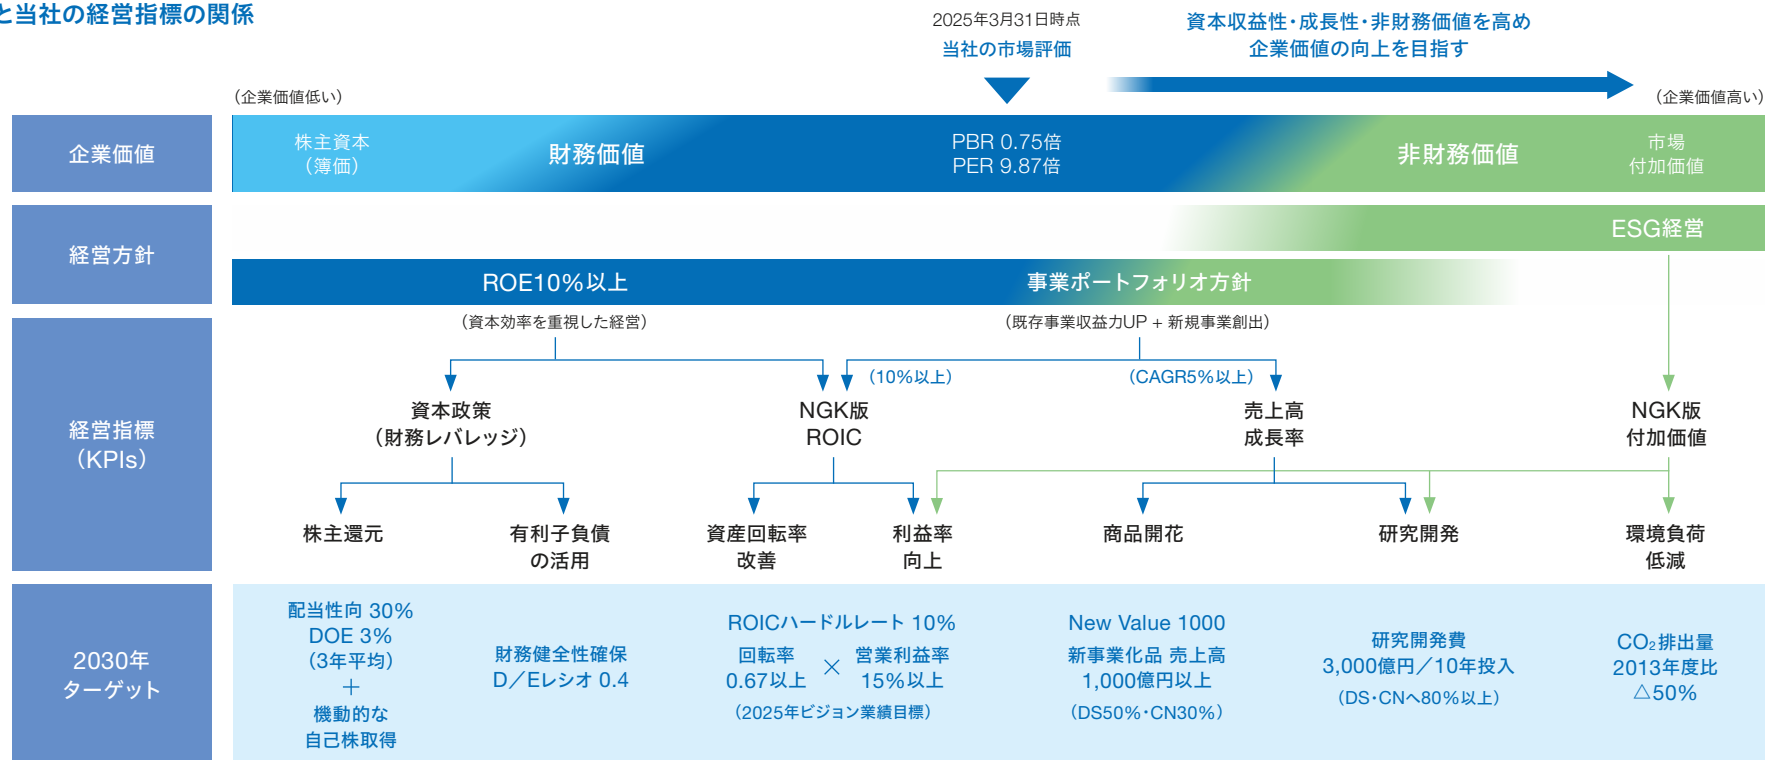 と当社の経営指標の関係
2025年3月31日時点
当社の市場評価
資本収益性・成長性・非財務価値を高め
企業価値の向上を目指す
（企業価値低い）
（企業価値高い）
企業価値
株主資本
（簿価）
財務価値
PBR 0.75倍
PER 9.87倍
非財務価値
市場
付加価値
経営方針
ESG経営
ROE10%以上
事業ポートフォリオ方針
（資本効率を重視した経営）
（既存事業収益力UP + 新規事業創出）
経営指標
（KPIs）
（10%以上）
（CAGR5%以上）
資本政策
（財務レバレッジ）
NGK版
ROIC
売上高
成長率
NGK版
付加価値
株主還元
有利子負債
の活用
資産回転率
改善
利益率
向上
商品開花
研究開発
環境負荷
低減
2030年
ターゲット
配当性向 30%
DOE 3%
（3年平均）
＋
機動的な
自己株取得
財務健全性確保
D／Eレシオ 0.4
ROICハードルレート 10%
回転率
0.67以上
×
営業利益率
15%以上
（2025年ビジョン業績目標）
New Value 1000
新事業化品 売上高
1,000億円以上
（DS50%・CN30%）
研究開発費
3,000億円／10年投入
（DS・CNへ80%以上）
CO₂排出量
2013年度比
△50%